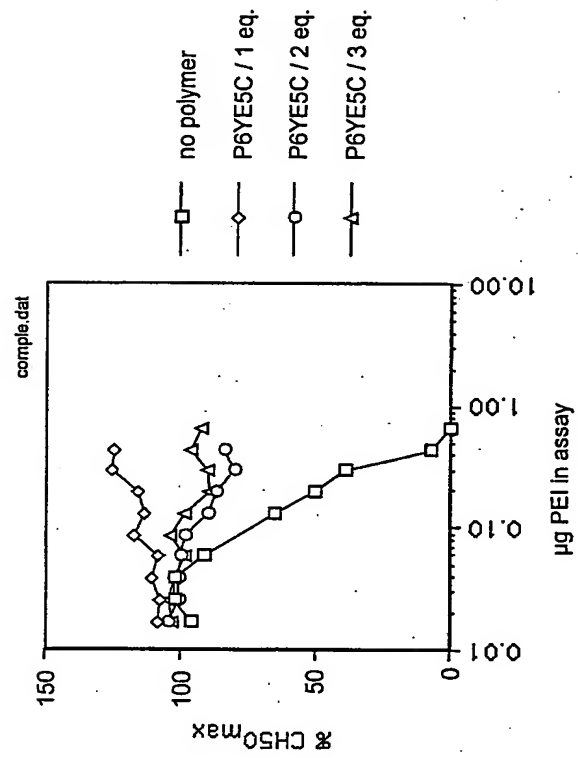 comple.dat
150
100
50
0
% CH50max
0.01
0.10
1.00
10.00
µg PEI in assay
no polymer
P6YE5C / 1 eq.
P6YE5C / 2 eq.
P6YE5C / 3 eq.